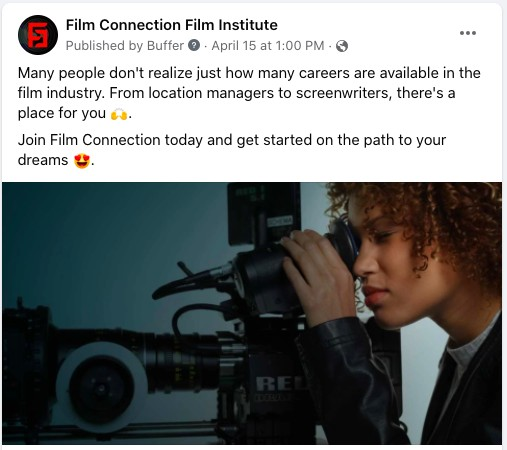 Film Connection Film Institute
Published by Buffer · April 15 at 1:00 PM ·
Many people don't realize just how many careers are available in the
film industry. From location managers to screenwriters, there's a
place for you 🙌.
Join Film Connection today and get started on the path to your
dreams 😍.
RED